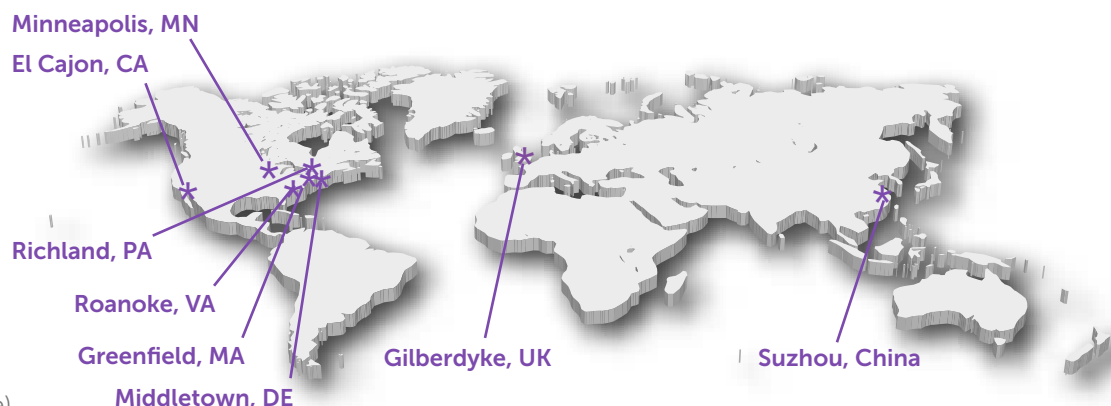 Minneapolis, MN
El Cajon, CA
Richland, PA
Roanoke, VA
Greenfield, MA
Gilberdyke, UK
Suzhou, China
Middletown, DE